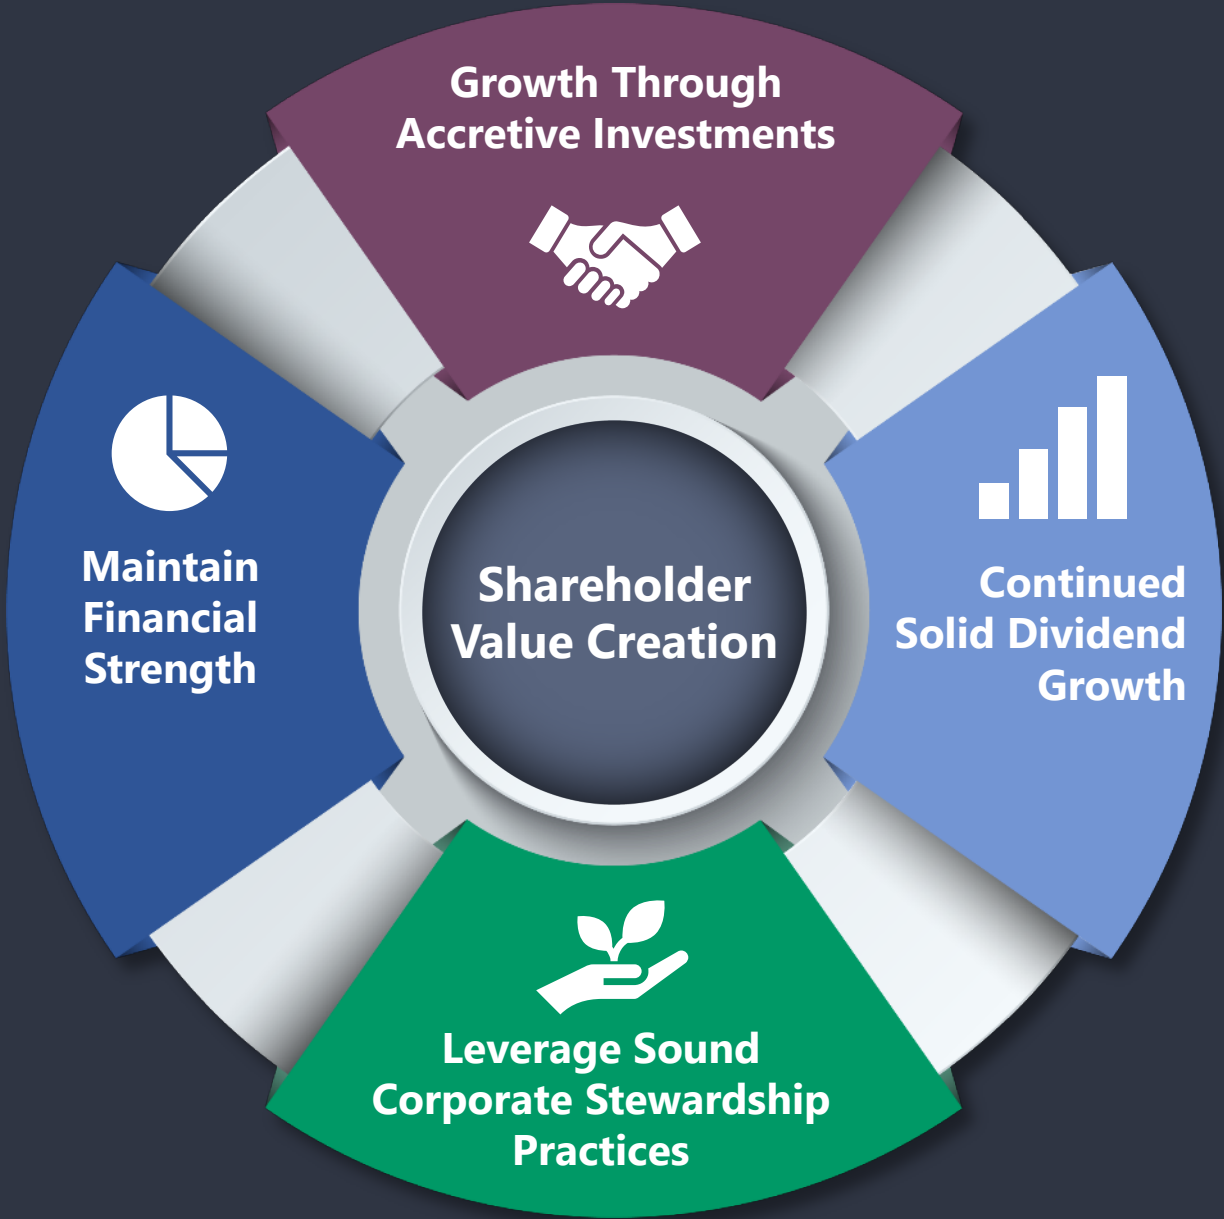 Growth Through
Accretive Investments
Maintain
Financial
Strength
Shareholder
Value Creation
Continued
Solid Dividend
Growth
Leverage Sound
Corporate Stewardship
Practices